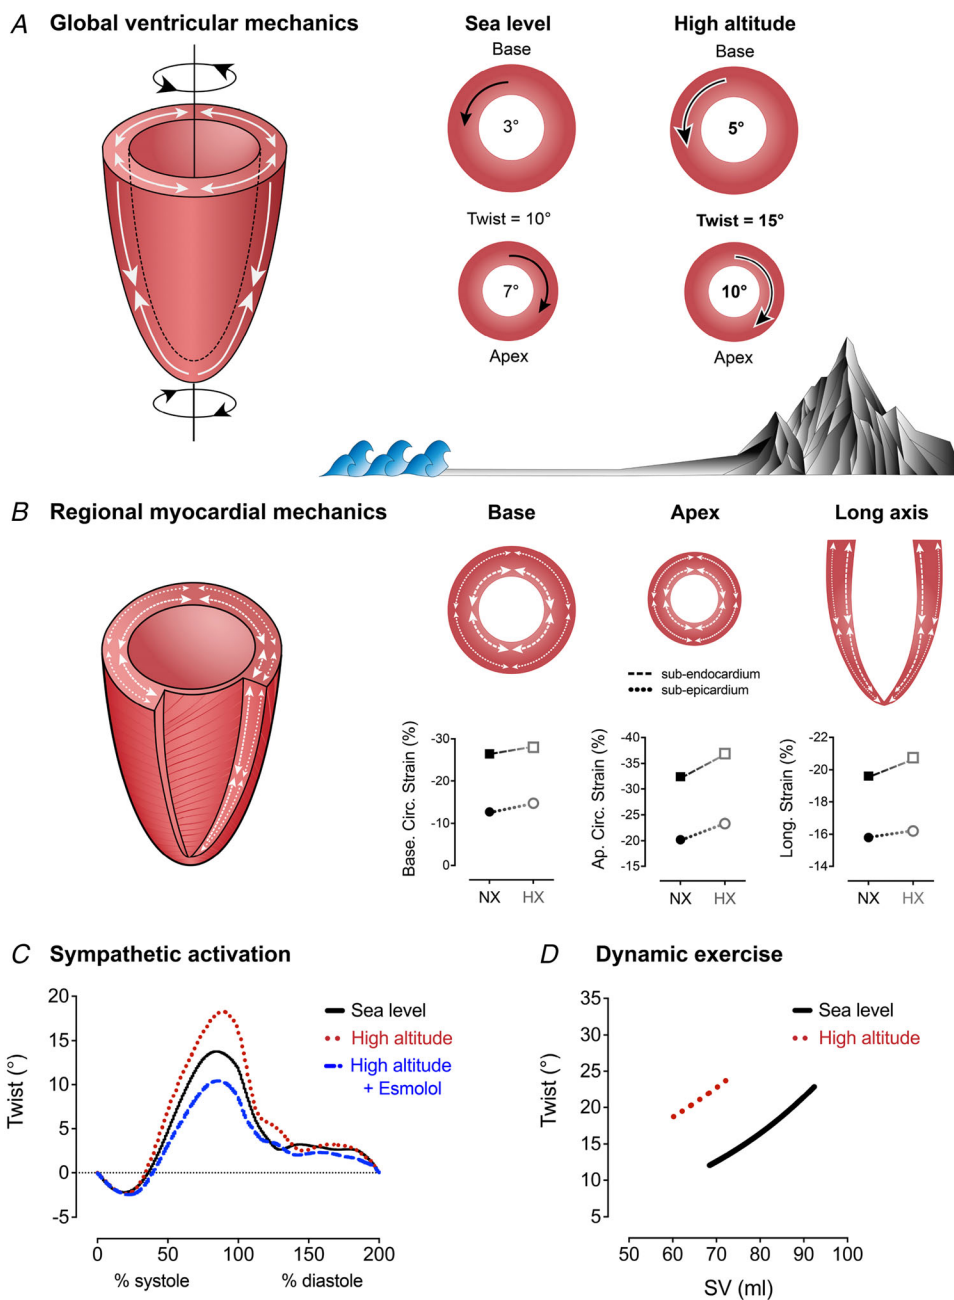 A Global ventricular mechanics
Sea level
High altitude
Base
Base
3°
5°
Twist = 10°
Twist = 15°
7°
10°
Apex
Apex
B Regional myocardial mechanics
Base
Apex
Long axis
sub-endocardium
sub-epicardium
Base. Circ. Strain (%)
-30
-20
-10
0
NX HX
Ap. Circ. Strain (%)
-40
-35
-30
-25
-20
-15
NX HX
Long. Strain (%)
-22
-20
-18
-16
-14
NX HX
C Sympathetic activation
Twist (°)
20
15
10
5
0
-5
Sea level
High altitude
High altitude
+ Esmolol
0 50 100 150 200
% systole % diastole
D Dynamic exercise
Twist (°)
35
30
25
20
15
10
5
Sea level
High altitude
50 60 70 80 90 100
SV (ml)